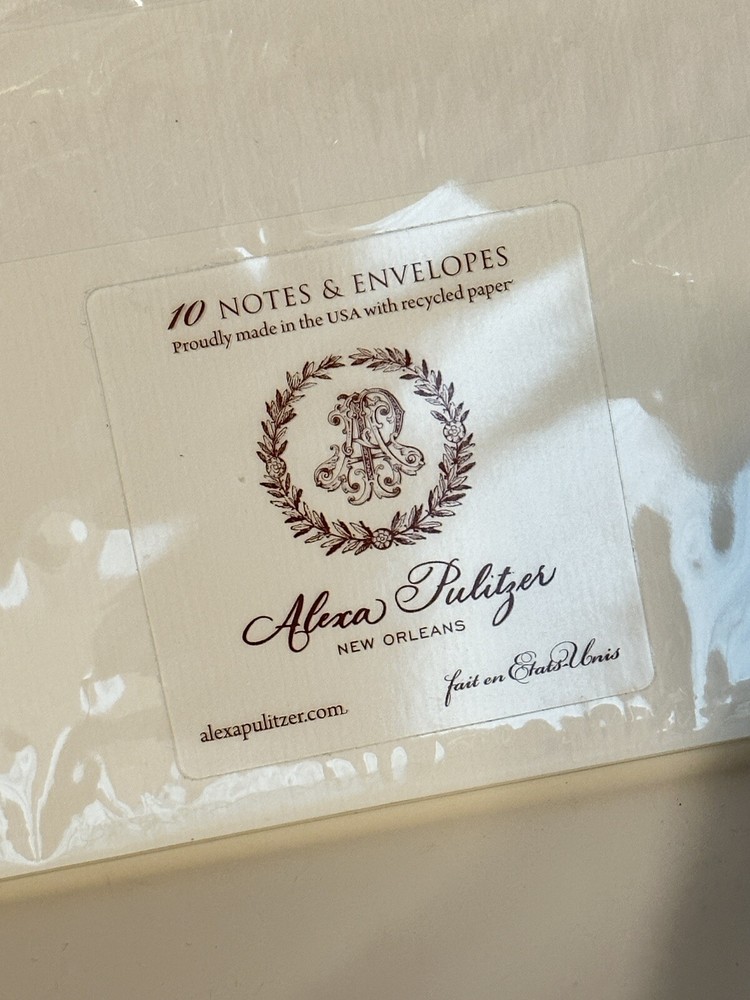 10 NOTES & ENVELOPES
Proudly made in the USA with recycled paper
Alexa Pulitzer
NEW ORLEANS
fait en Etats-Unis
alexapulitzer.com